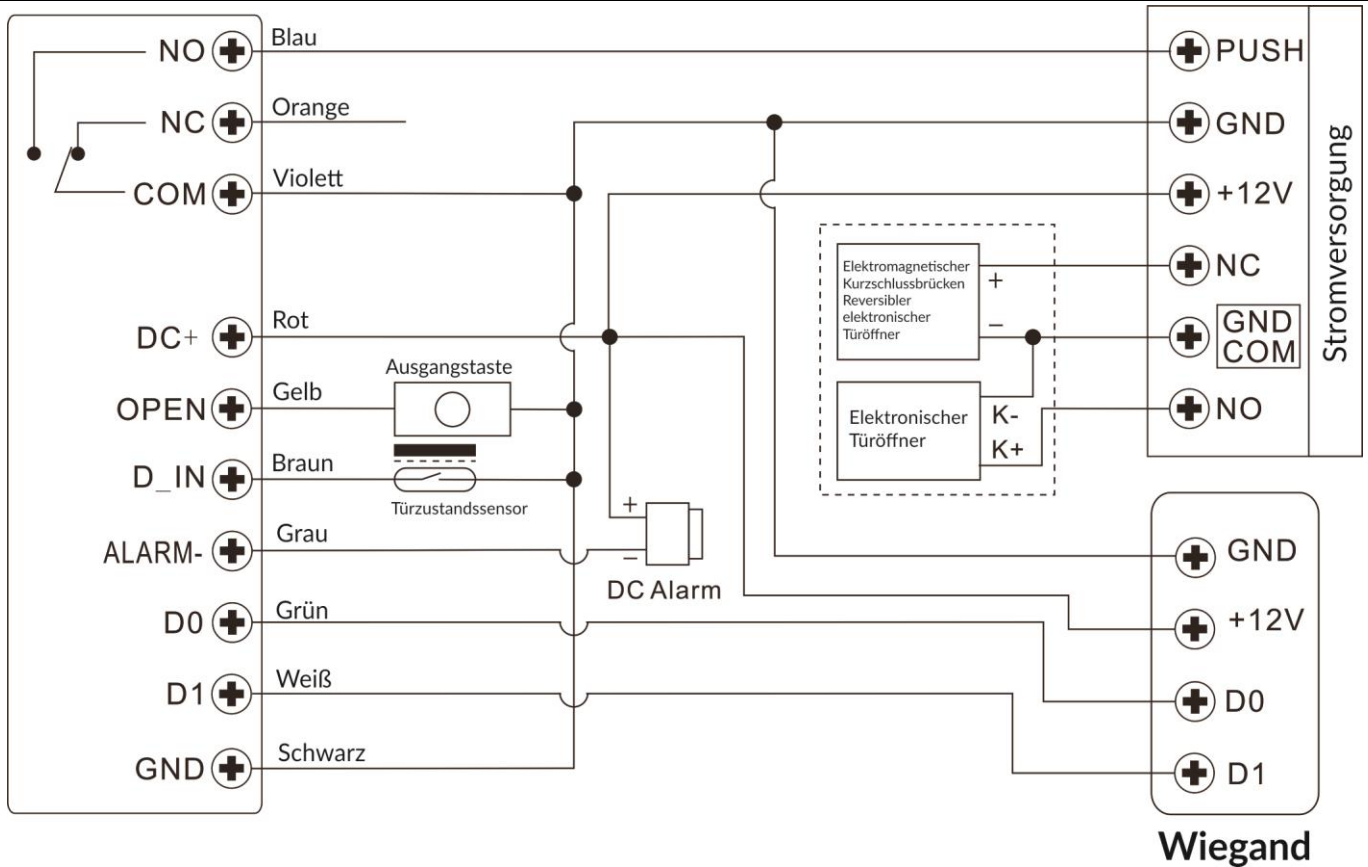 NO
Blau
NC
Orange
COM
Violett
DC+
Rot
OPEN
Gelb
Ausgangstaste
D_IN
Braun
Türzustandssensor
ALARM-
Grau
+
–
DC Alarm
D0
Grün
D1
Weiß
GND
Schwarz
Elektromagnetischer
Kurzschlussbrücken
Reversibler
elektronischer
Türöffner
+
–
Elektronischer
Türöffner
K-
K+
PUSH
GND
+12V
NC
GND
COM
NO
Stromversorgung
GND
+12V
D0
D1
Wiegand